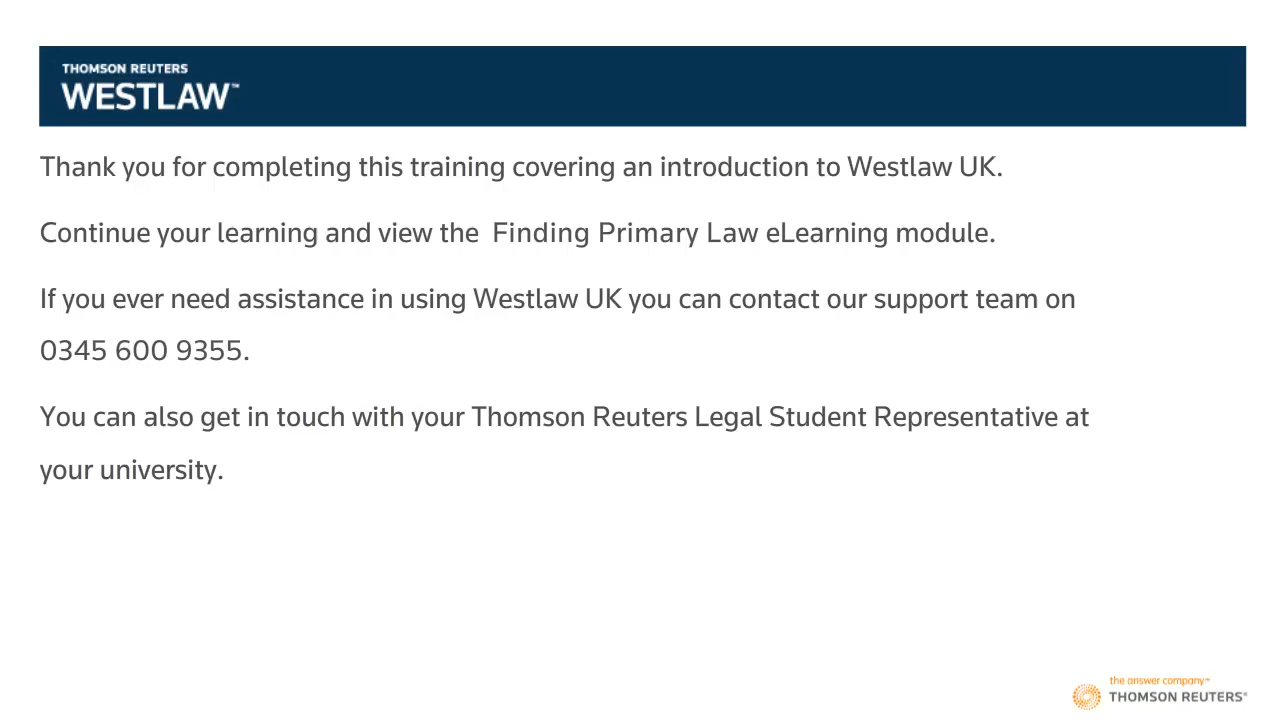 THOMSON REUTERS
WESTLAW™
Thank you for completing this training covering an introduction to Westlaw UK.
Continue your learning and view the Finding Primary Law eLearning module.
If you ever need assistance in using Westlaw UK you can contact our support team on
0345 600 9355.
You can also get in touch with your Thomson Reuters Legal Student Representative at
your university.
the answer company™
THOMSON REUTERS®